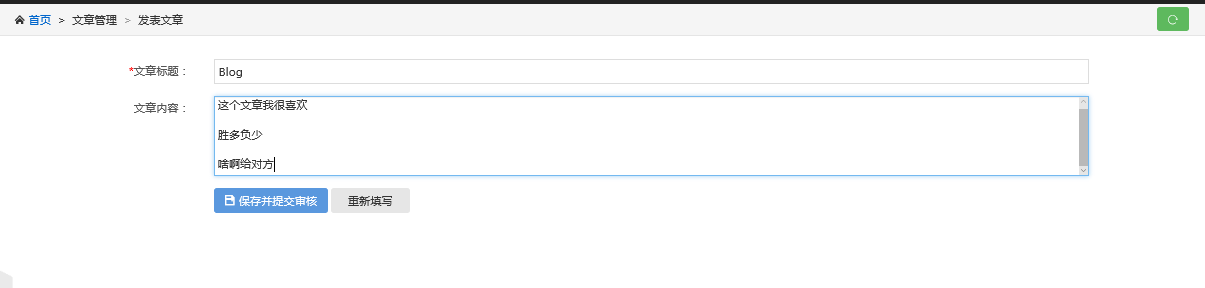 首页 > 文章管理 > 发表文章
*文章标题： Blog
文章内容： 这个文章我很喜欢
胜多负少
啥啊给对方
保存并提交审核 重新填写